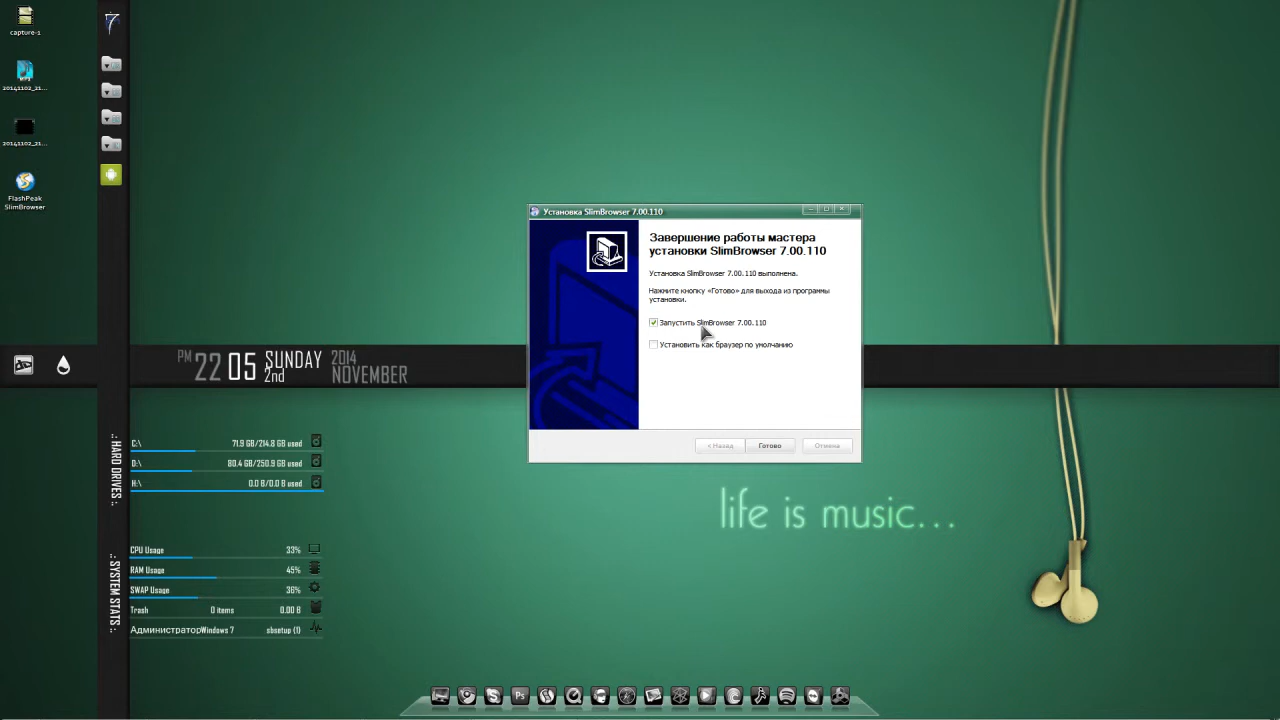 capture-1
MP3
20141102_21...
20141102_21...
FlashPeak
SlimBrowser
7
Установка SlimBrowser 7.00.110
Завершение работы мастера
установки SlimBrowser 7.00.110
Установка SlimBrowser 7.00.110 выполнена.
Нажмите кнопку «Готово» для выхода из программы
установки.
Запустить SlimBrowser 7.00.110
Установить как браузер по умолчанию
< Назад
Готово
Отмена
PM 22 05 SUNDAY 2nd 2014 NOVEMBER
.: HARD DRIVES :.
C:\ 71.9 GB/214.8 GB used
D:\ 80.4 GB/250.9 GB used
H:\ 0.0 B/0.0 B used
life is music...
.: SYSTEM STATS :.
CPU Usage 33%
RAM Usage 45%
SWAP Usage 36%
Trash 0 items 0.00 B
АдминистраторWindows 7 sbsetup (1)
Ps